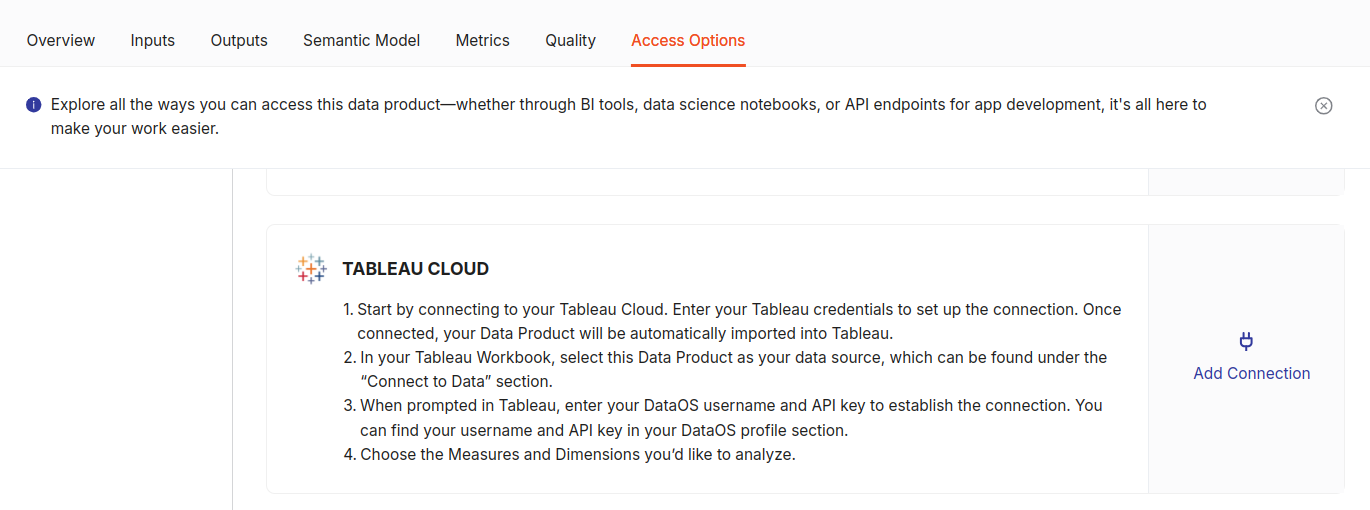 Overview Inputs Outputs Semantic Model Metrics Quality Access Options
Explore all the ways you can access this data product—whether through BI tools, data science notebooks, or API endpoints for app development, it's all here to
make your work easier.
TABLEAU CLOUD
1. Start by connecting to your Tableau Cloud. Enter your Tableau credentials to set up the connection. Once
connected, your Data Product will be automatically imported into Tableau.
2. In your Tableau Workbook, select this Data Product as your data source, which can be found under the
“Connect to Data” section.
3. When prompted in Tableau, enter your DataOS username and API key to establish the connection. You
can find your username and API key in your DataOS profile section.
4. Choose the Measures and Dimensions you’d like to analyze.
Add Connection